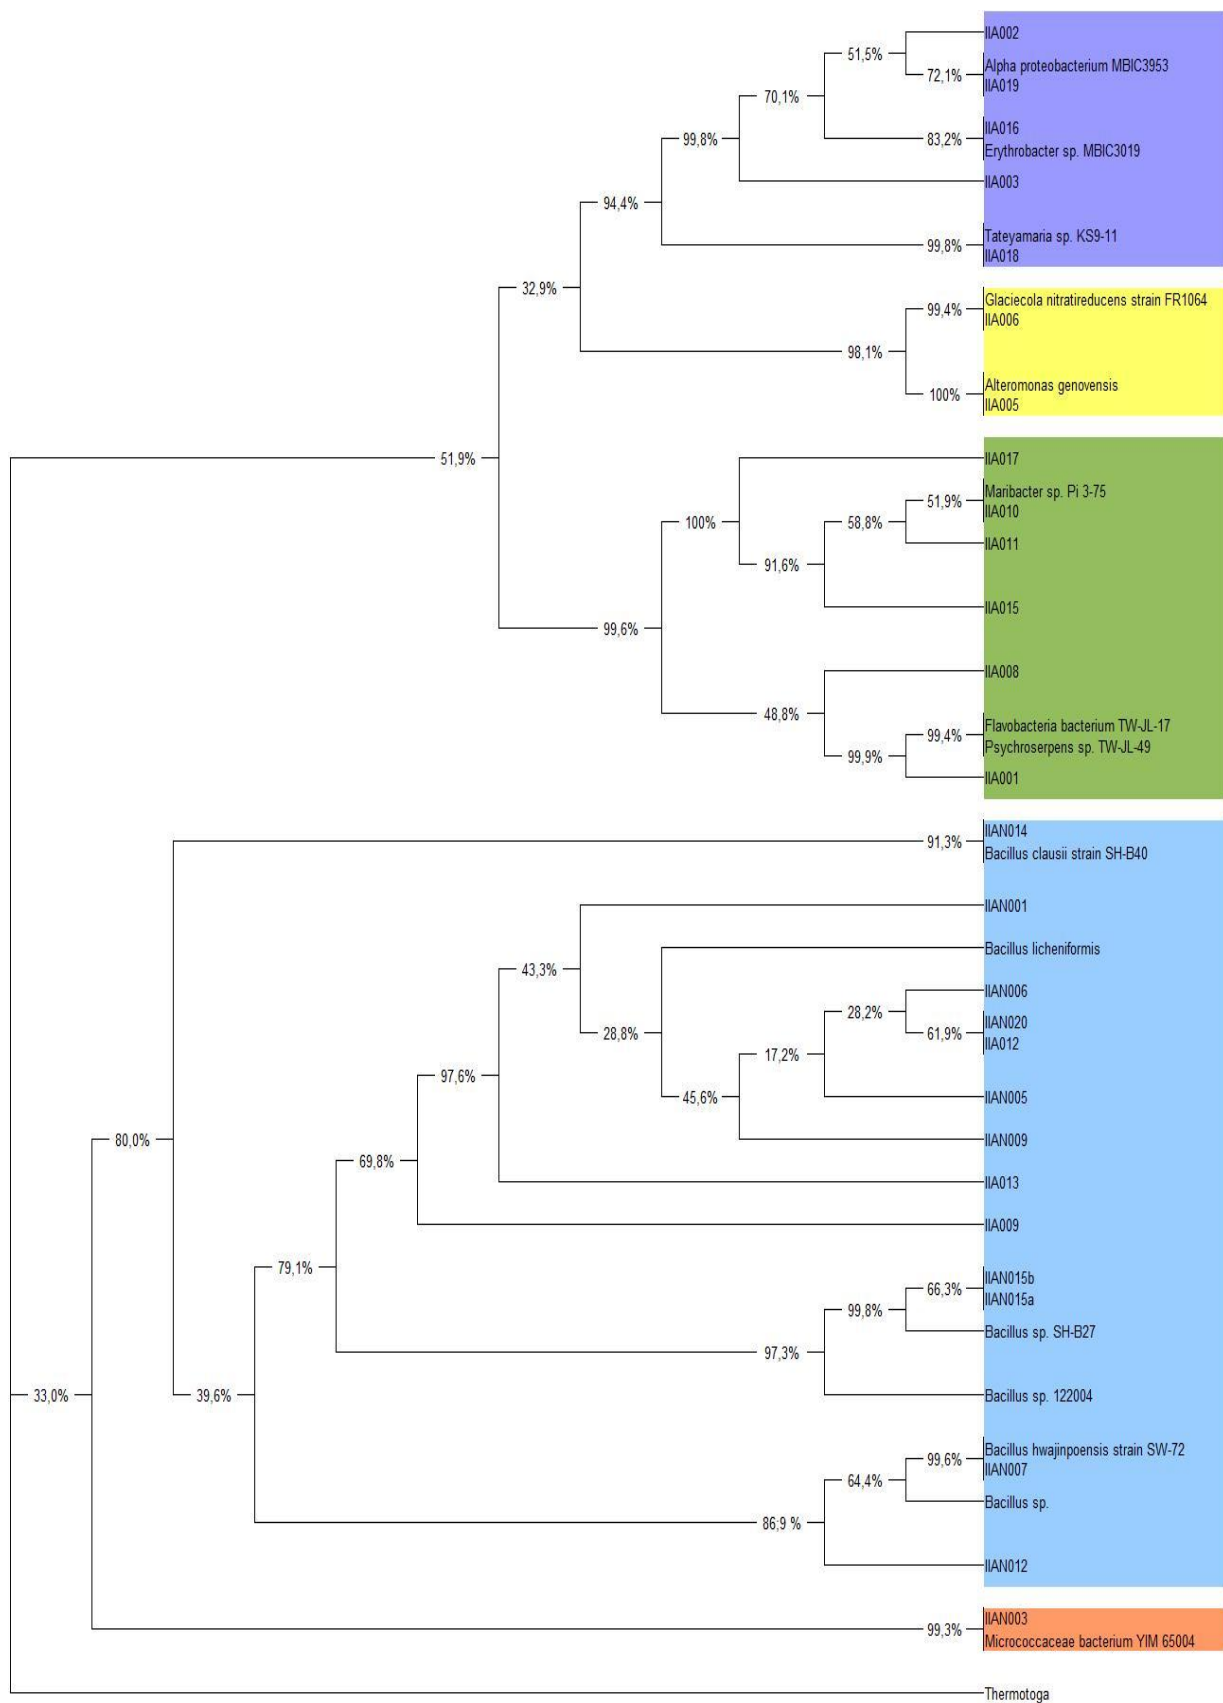 IIA002
51,5%
Alpha proteobacterium MBIC3953
72,1%
IIA019
70,1%
IIA016
99,8%
83,2%
Erythrobacter sp. MBIC3019
IIA003
94,4%
Tateyamaria sp. KS9-11
99,8%
IIA018
32,9%
Glaciecola nitratireducens strain FR1064
99,4%
IIA006
98,1%
Alteromonas genovensis
100%
IIA005
51,9%
IIA017
Maribacter sp. Pi 3-75
51,9%
IIA010
100%
58,8%
IIA011
91,6%
IIA015
99,6%
IIA008
48,8%
Flavobacteria bacterium TW-JL-17
99,4%
Psychroserpens sp. TW-JL-49
99,9%
IIA001
IIAN014
91,3%
Bacillus clausii strain SH-B40
IIAN001
Bacillus licheniformis
43,3%
IIAN006
28,2%
IIAN020
28,8%
61,9%
IIA012
17,2%
97,6%
IIAN005
45,6%
IIAN009
80,0%
69,8%
IIA013
IIA009
79,1%
IIAN015b
66,3%
IIAN015a
99,8%
Bacillus sp. SH-B27
97,3%
33,0%
39,6%
Bacillus sp. 122004
Bacillus hwajinpoensis strain SW-72
99,6%
IIAN007
64,4%
Bacillus sp.
86;9 %
IIAN012
IIAN003
99,3%
Micrococcaceae bacterium YIM 65004
Thermotoga